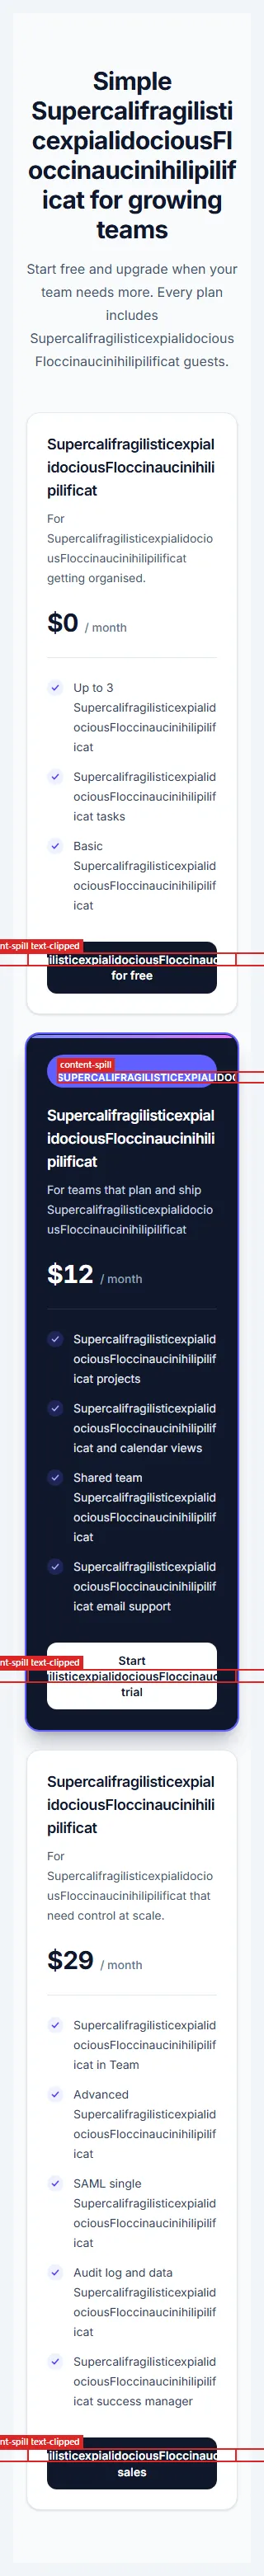 Simple
Supercalifragilisti
cexpialidociousFl
occinaucinihilipilif
icat for growing
teams
Start free and upgrade when your
team needs more. Every plan
includes
Supercalifragilisticexpialidocious
Floccinaucinihilipilificat guests.
Supercalifragilisticexpial
idociousFloccinaucinihili
pilificat
For
Supercalifragilisticexpialidocio
usFloccinaucinihilipilificat
getting organised.
$0 / month
Up to 3
Supercalifragilisticexpialid
ociousFloccinaucinihilipilif
icat
Supercalifragilisticexpialid
ociousFloccinaucinihilipilif
icat tasks
Basic
Supercalifragilisticexpialid
ociousFloccinaucinihilipilif
icat
nt-spill text-clipped
ilisticexpialidociousFloccinauc
for free
content-spill
SUPERCALIFRAGILISTICEXPIALIDOC
Supercalifragilisticexpial
idociousFloccinaucinihili
pilificat
For teams that plan and ship
Supercalifragilisticexpialidocio
usFloccinaucinihilipilificat
$12 / month
Supercalifragilisticexpialid
ociousFloccinaucinihilipilif
icat projects
Supercalifragilisticexpialid
ociousFloccinaucinihilipilif
icat and calendar views
Shared team
Supercalifragilisticexpialid
ociousFloccinaucinihilipilif
icat
Supercalifragilisticexpialid
ociousFloccinaucinihilipilif
icat email support
Start
nt-spill text-clipped
ilisticexpialidociousFloccinauc
trial
Supercalifragilisticexpial
idociousFloccinaucinihili
pilificat
For
Supercalifragilisticexpialidocio
usFloccinaucinihilipilificat that
need control at scale.
$29 / month
Supercalifragilisticexpialid
ociousFloccinaucinihilipilif
icat in Team
Advanced
Supercalifragilisticexpialid
ociousFloccinaucinihilipilif
icat
SAML single
Supercalifragilisticexpialid
ociousFloccinaucinihilipilif
icat
Audit log and data
Supercalifragilisticexpialid
ociousFloccinaucinihilipilif
icat
Supercalifragilisticexpialid
ociousFloccinaucinihilipilif
icat success manager
nt-spill text-clipped
ilisticexpialidociousFloccinauc
sales